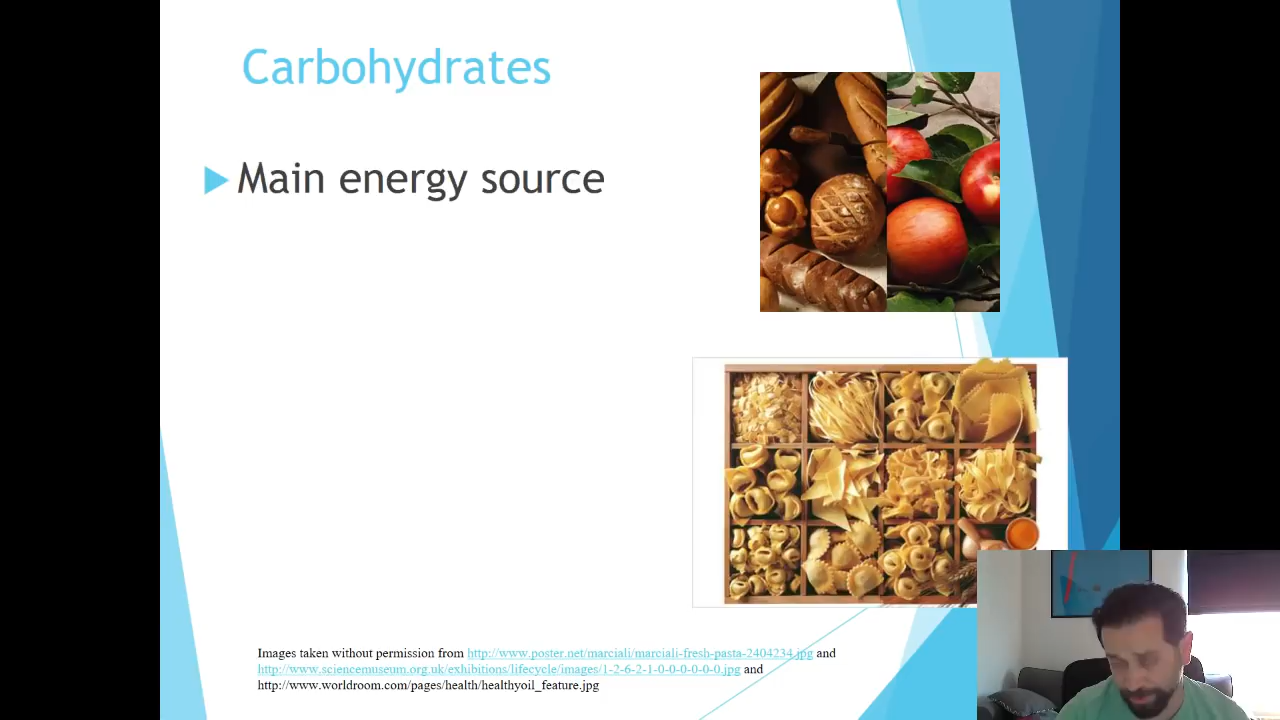 Carbohydrates
Main energy source
Images taken without permission from http://www.poster.net/marciali/marciali-fresh-pasta-2404234.jpg and
http://www.sciencemuseum.org.uk/exhibitions/lifecycle/images/1-2-6-2-1-0-0-0-0-0-0.jpg and
http://www.worldroom.com/pages/health/healthyoil_feature.jpg